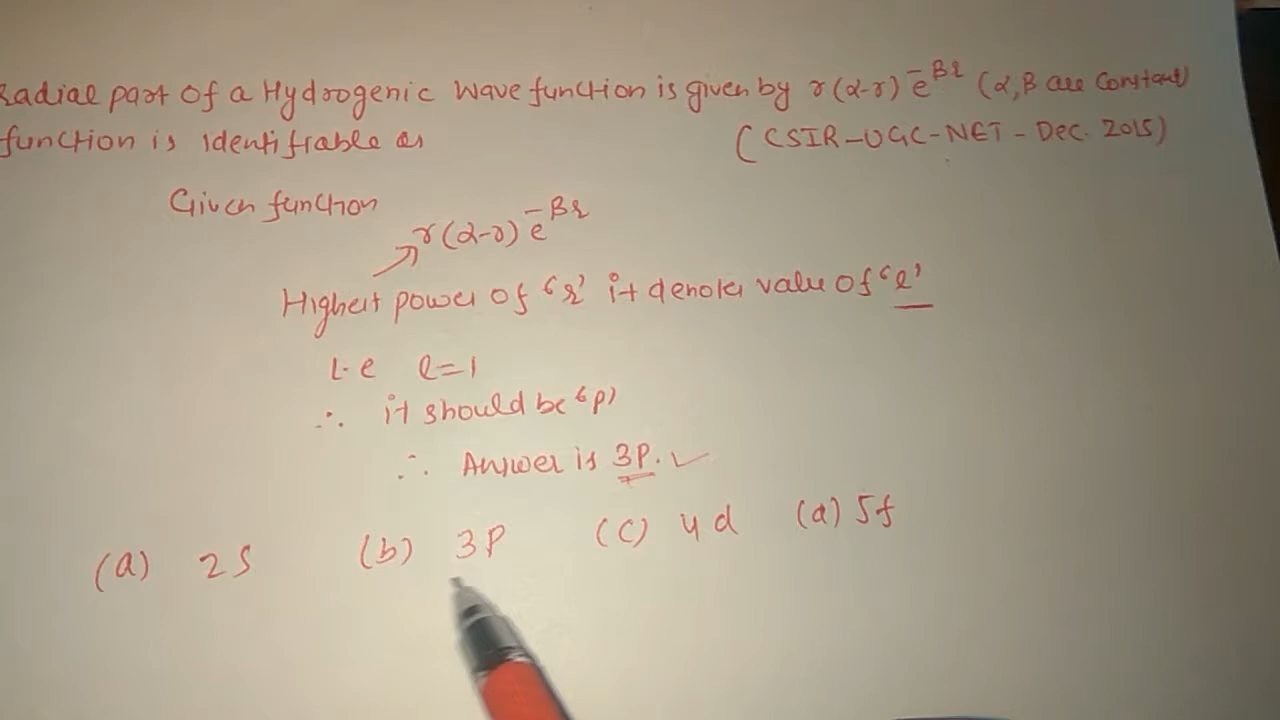 Radial part of a Hydrogenic wave function is given by r(α-r) e^-βr (α, β are constant)
function is identifiable as (CSIR-UGC-NET-Dec. 2015)
Given function
r(α-r) e^-βr
Highest power of 'r' it denotes value of 'l'
i.e l=1
∴ it should be 'p'
∴ Answer is 3P. ✓
(a) 2s (b) 3P (c) 4d (a) 5f